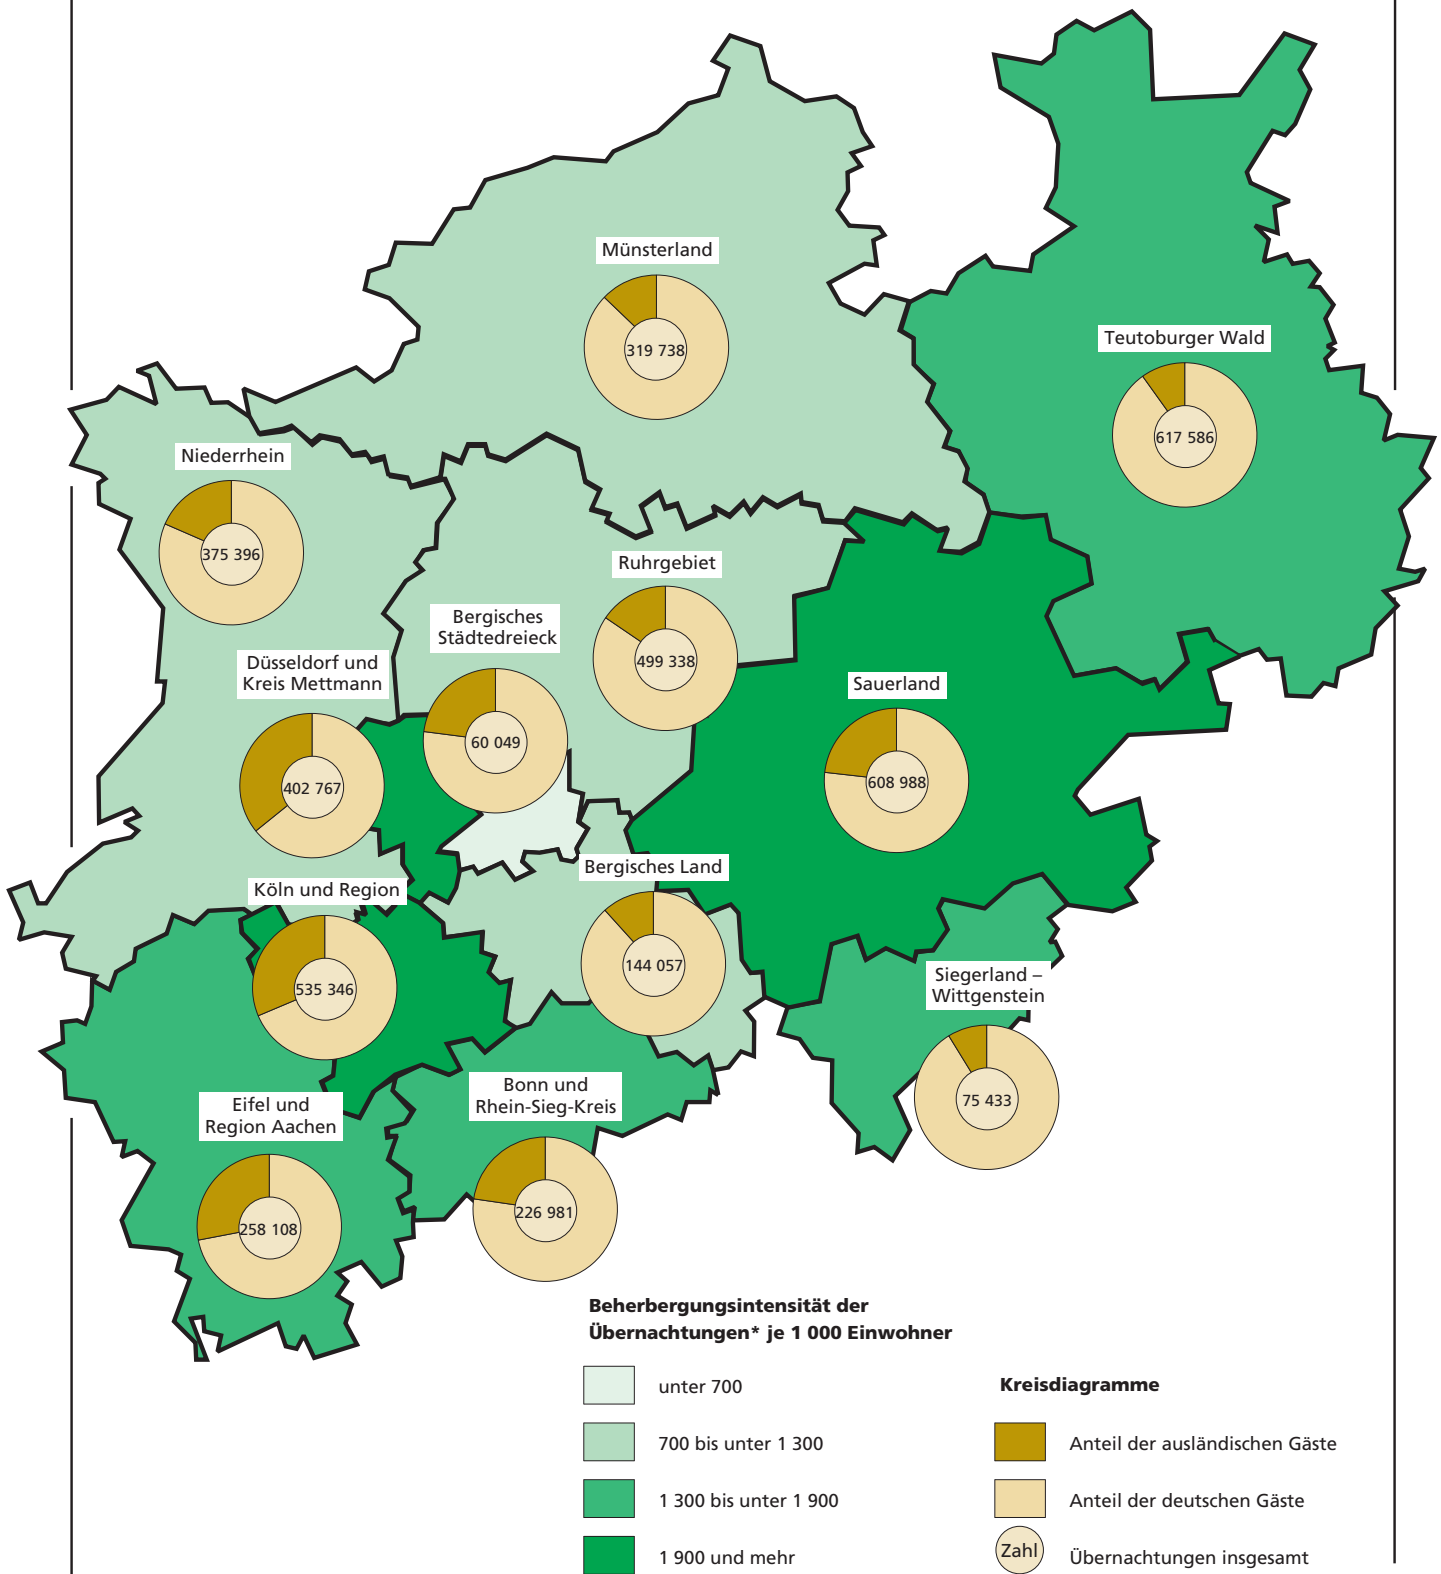 Münsterland
319 738
Teutoburger Wald
617 586
Niederrhein
375 396
Ruhrgebiet
499 338
Bergisches
Städtedreieck
60 049
Düsseldorf und
Kreis Mettmann
402 767
Sauerland
608 988
Bergisches Land
144 057
Köln und Region
535 346
Siegerland –
Wittgenstein
75 433
Bonn und
Rhein-Sieg-Kreis
226 981
Eifel und
Region Aachen
258 108
Beherbergungsintensität der
Übernachtungen* je 1 000 Einwohner
unter 700
700 bis unter 1 300
1 300 bis unter 1 900
1 900 und mehr
Kreisdiagramme
Anteil der ausländischen Gäste
Anteil der deutschen Gäste
Zahl
Übernachtungen insgesamt